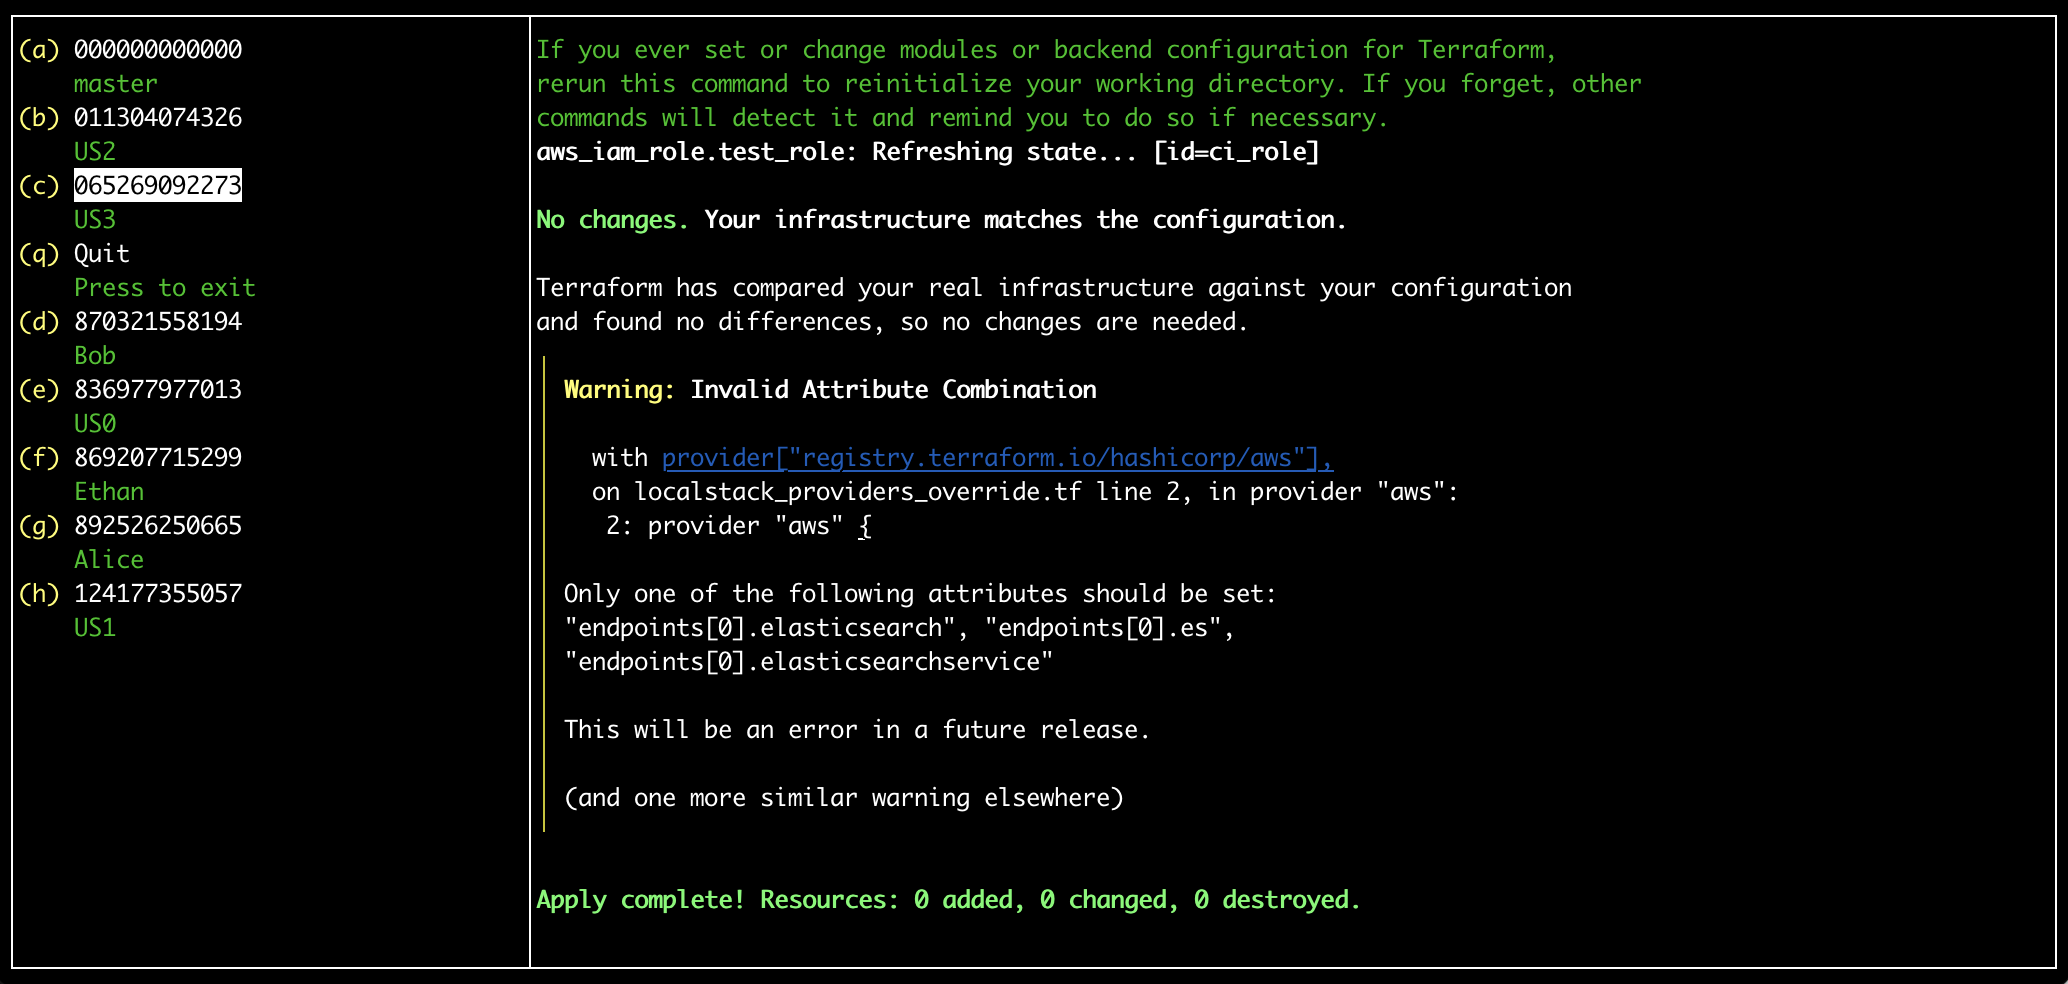 (a) 000000000000
master
(b) 011304074326
US2
(c) 065269092273
US3
(q) Quit
Press to exit
(d) 870321558194
Bob
(e) 836977977013
US0
(f) 869207715299
Ethan
(g) 892526250665
Alice
(h) 124177355057
US1
If you ever set or change modules or backend configuration for Terraform,
rerun this command to reinitialize your working directory. If you forget, other
commands will detect it and remind you to do so if necessary.
aws_iam_role.test_role: Refreshing state... [id=ci_role]
No changes. Your infrastructure matches the configuration.
Terraform has compared your real infrastructure against your configuration
and found no differences, so no changes are needed.
Warning: Invalid Attribute Combination
with provider["registry.terraform.io/hashicorp/aws"],
on localstack_providers_override.tf line 2, in provider "aws":
2: provider "aws" {
Only one of the following attributes should be set:
"endpoints[0].elasticsearch", "endpoints[0].es",
"endpoints[0].elasticsearchservice"
This will be an error in a future release.
(and one more similar warning elsewhere)
Apply complete! Resources: 0 added, 0 changed, 0 destroyed.